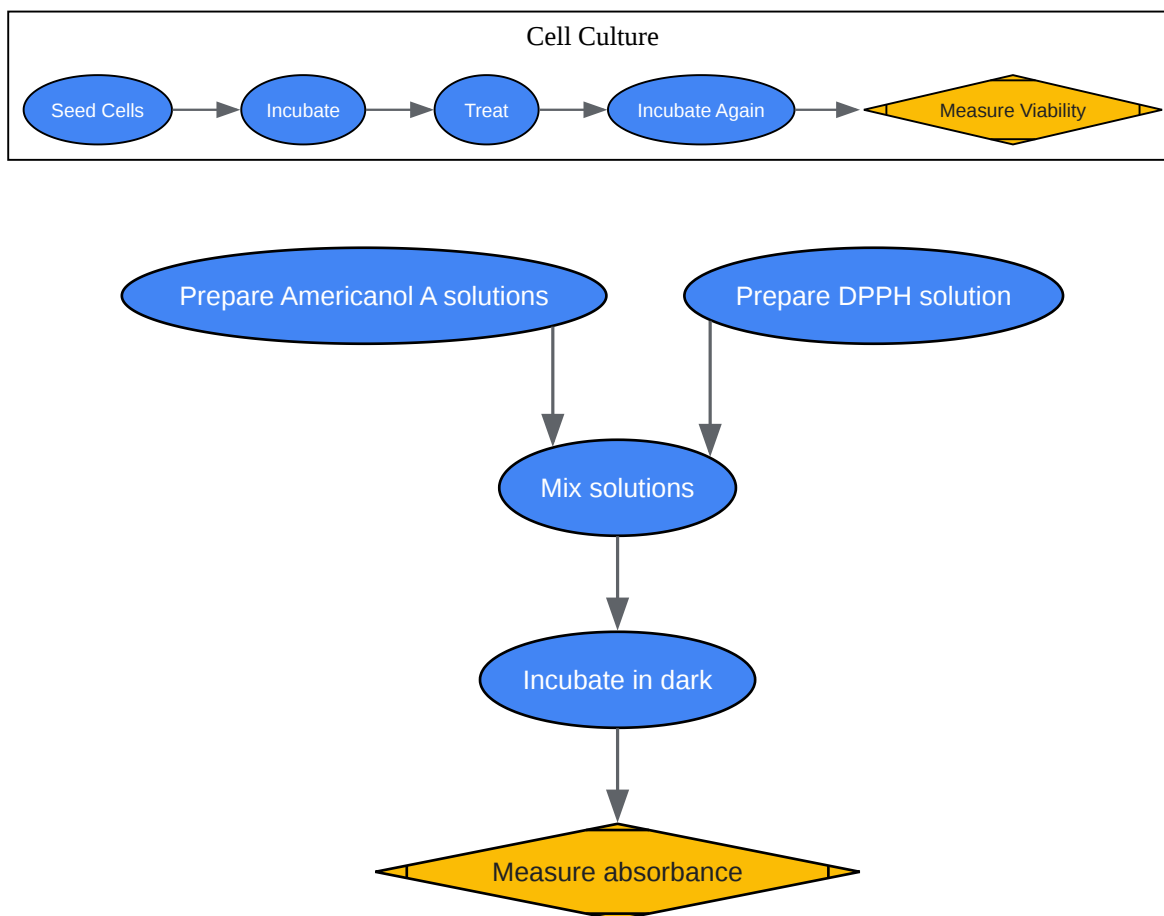 Cell Culture
Seed Cells
Incubate
Treat
Incubate Again
Measure Viability
Prepare Americanol A solutions
Prepare DPPH solution
Mix solutions
Incubate in dark
Measure absorbance